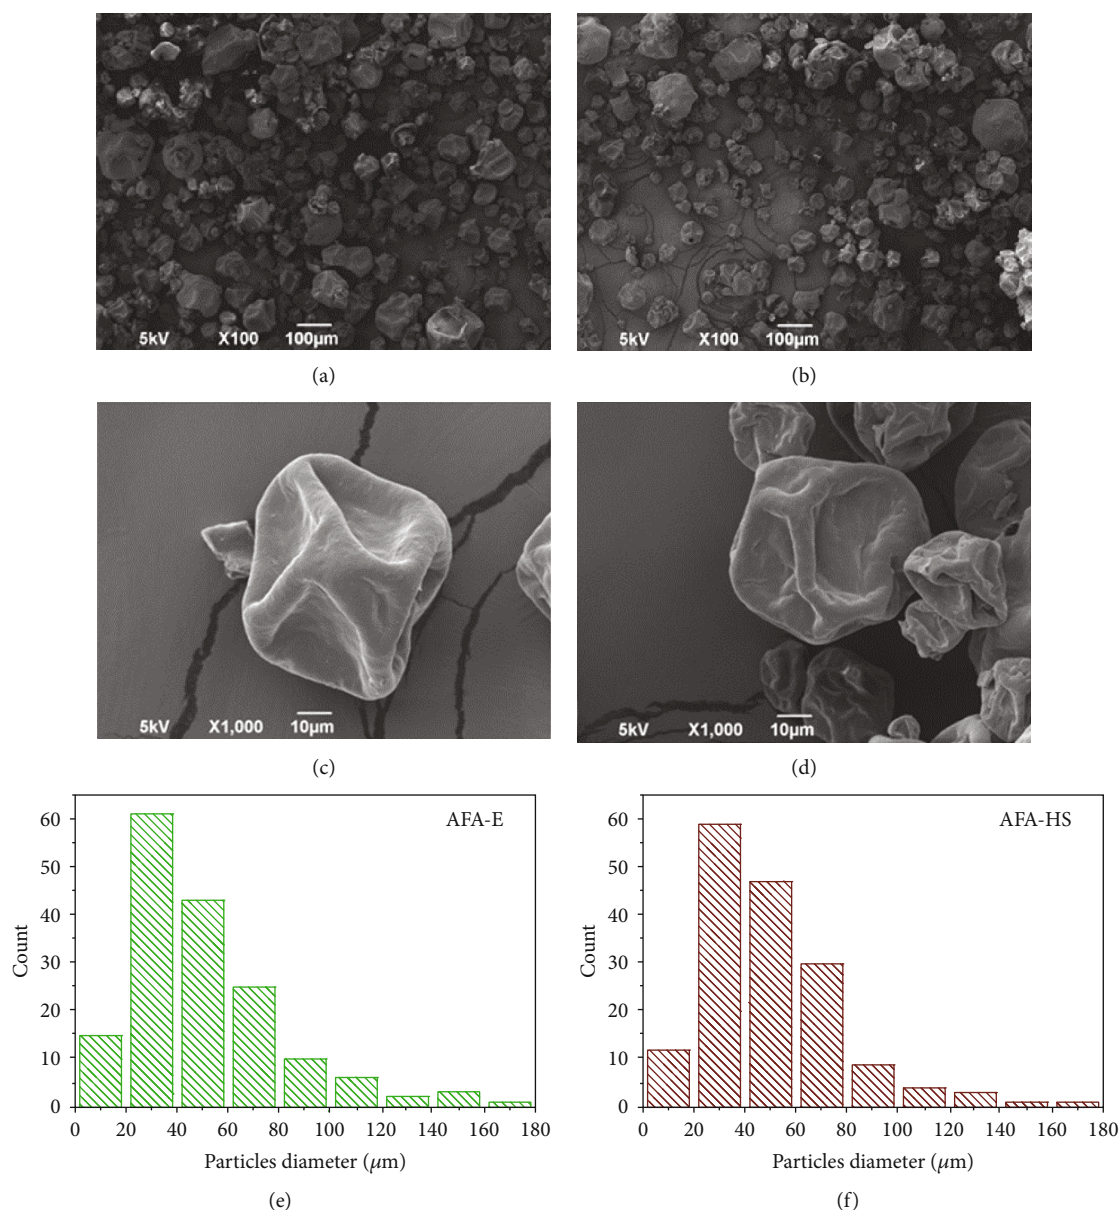 5kV X100 100μm
5kV X100 100μm
(a)
(b)
5kV X1,000 10μm
5kV X1,000 10μm
(c)
(d)
AFA-E
Count
60
50
40
30
20
10
0
0 20 40 60 80 100 120 140 160 180
Particles diameter (μm)
(e)
AFA-HS
Count
60
50
40
30
20
10
0
0 20 40 60 80 100 120 140 160 180
Particles diameter (μm)
(f)